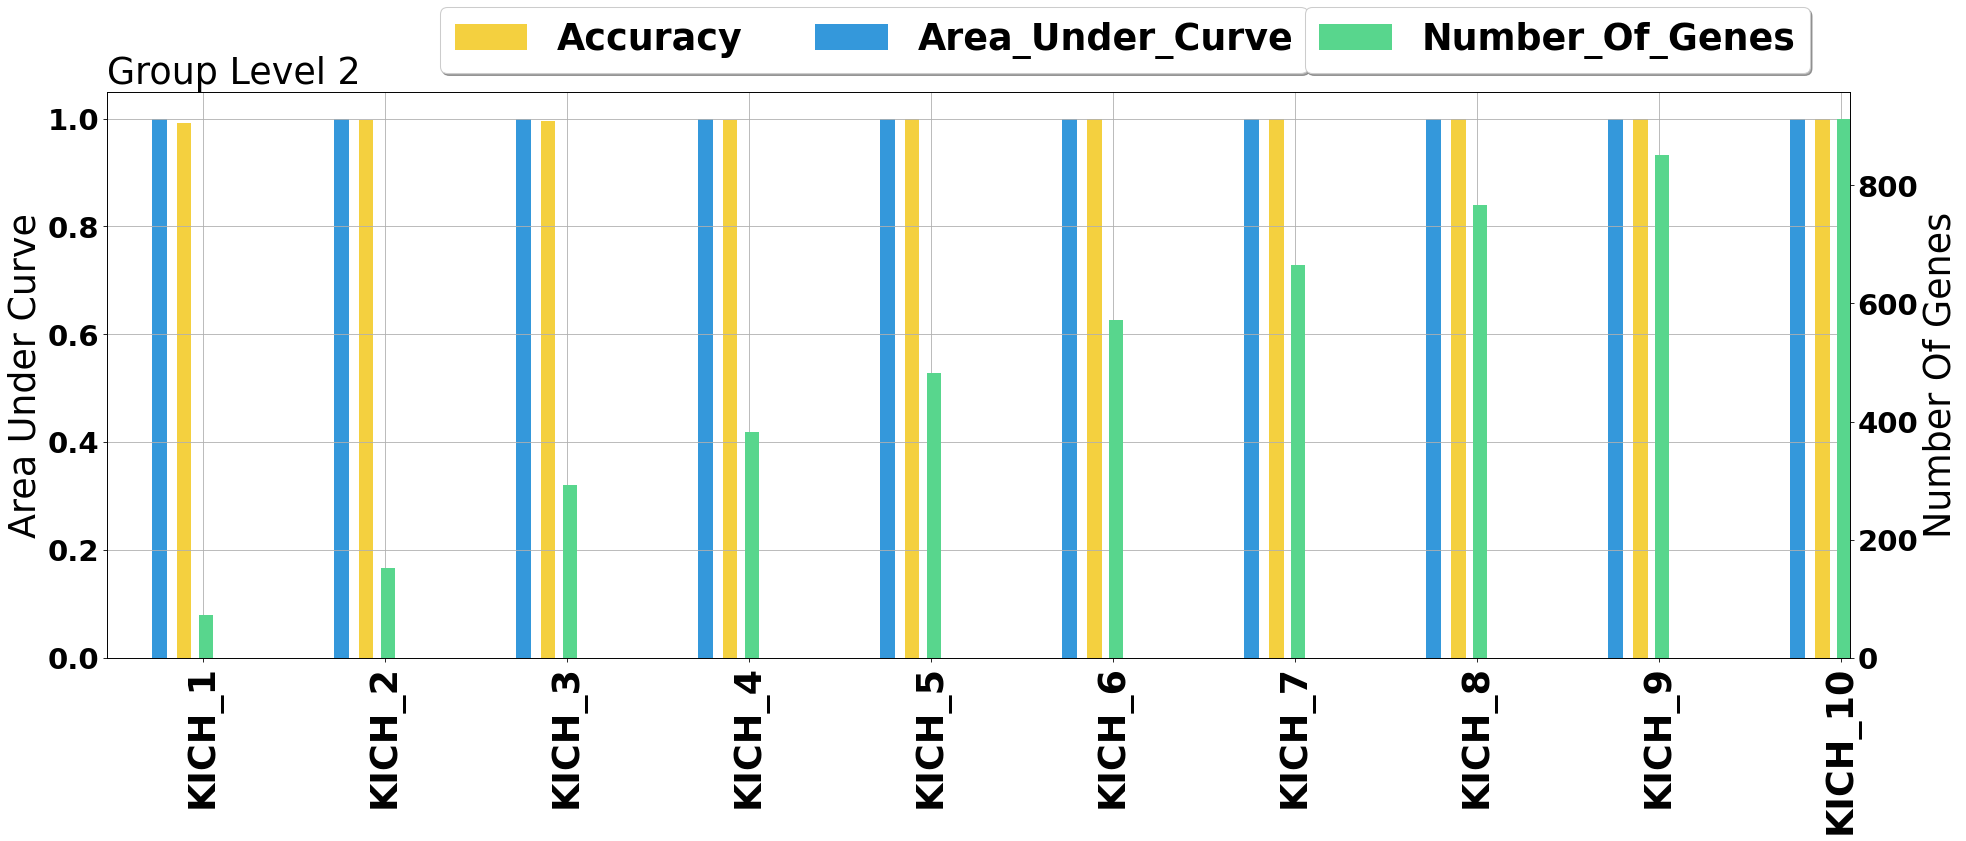 Accuracy Area_Under_Curve Number_Of_Genes
Group Level 2
Area Under Curve
1.0
0.8
0.6
0.4
0.2
0.0
800
600
400
200
0
Number Of Genes
KICH_1
KICH_2
KICH_3
KICH_4
KICH_5
KICH_6
KICH_7
KICH_8
KICH_9
KICH_10